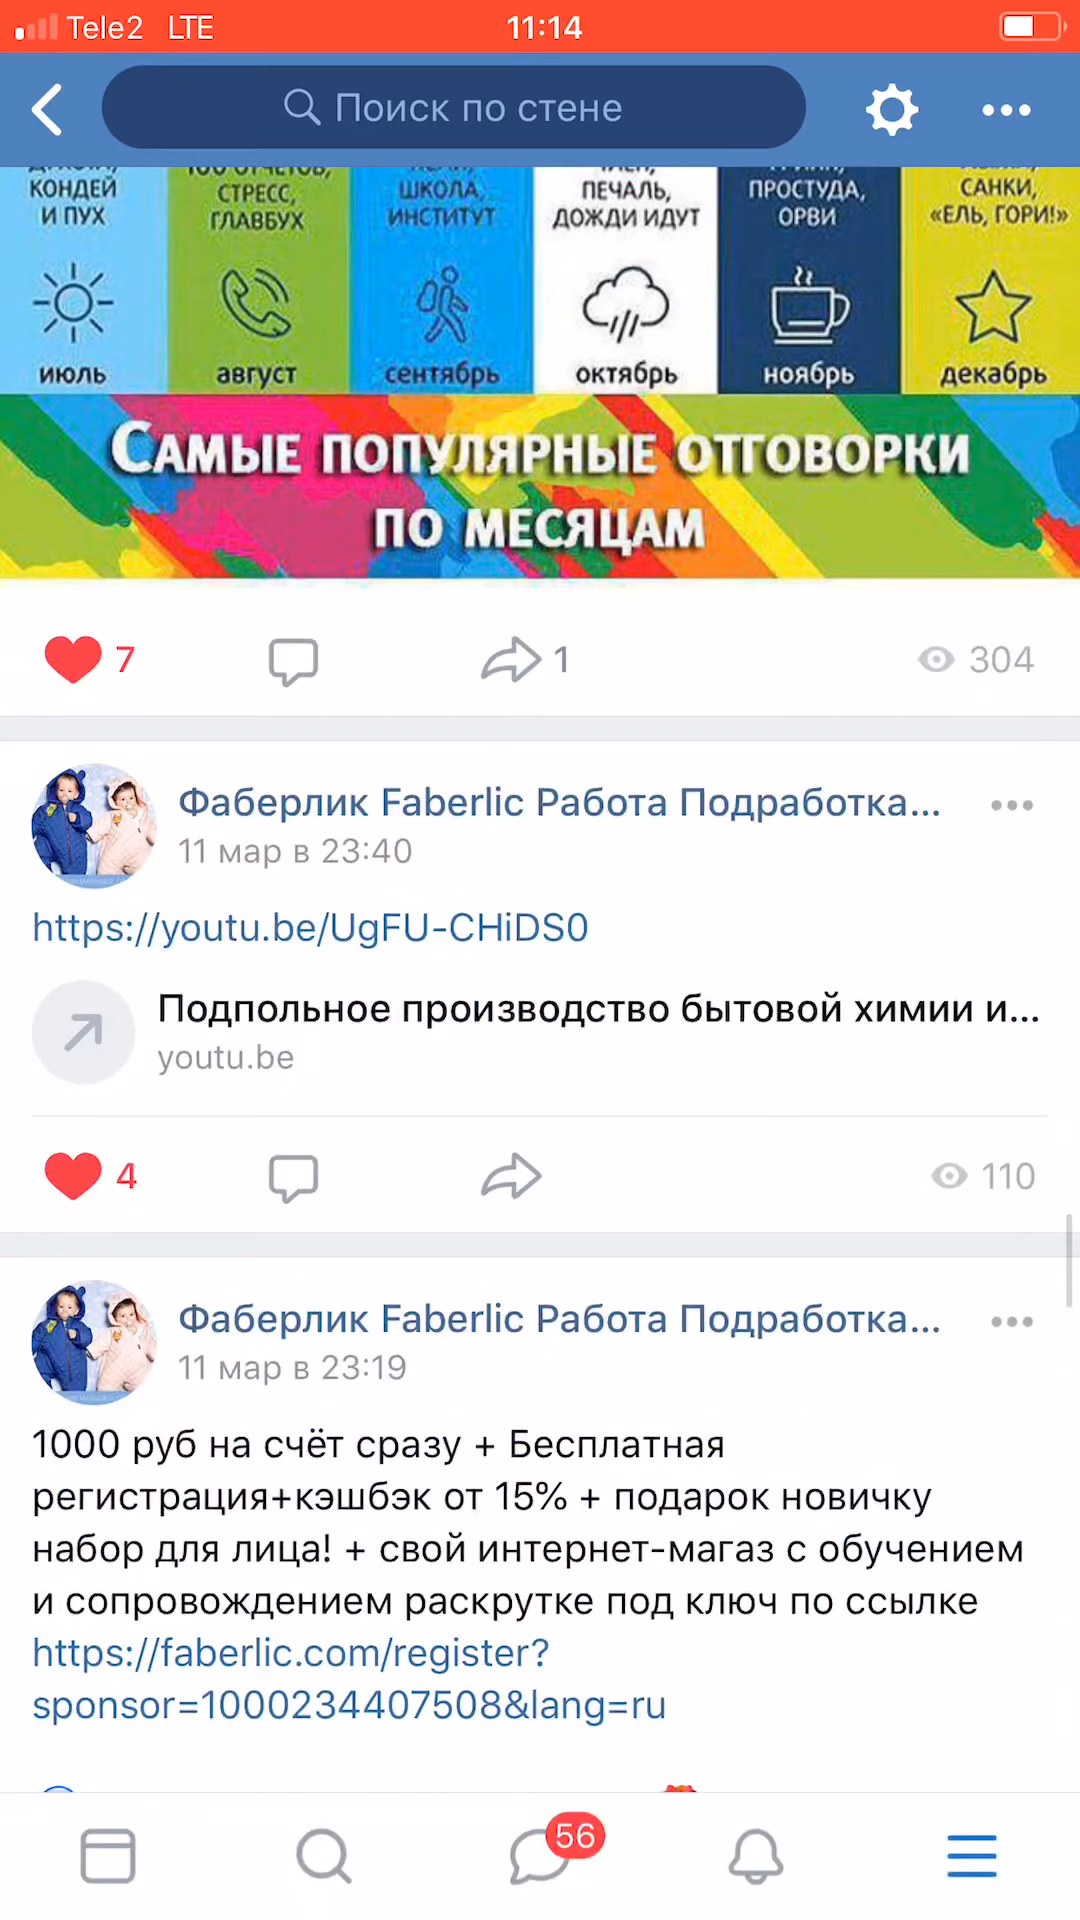 Tele2 LTE 11:14
Поиск по стене
КОНДЕЙ
И ПУХ
СТРЕСС,
ГЛАВБУХ
ШКОЛА,
ИНСТИТУТ
ПЕЧАЛЬ,
ДОЖДИ ИДУТ
ПРОСТУДА,
ОРВИ
САНКИ,
«ЕЛЬ, ГОРИ!»
июль август сентябрь октябрь ноябрь декабрь
Самые популярные отговорки
по месяцам
7 1 304
Фаберлик Faberlic Работа Подработка...
11 мар в 23:40
https://youtu.be/UgFU-CHiDS0
Подпольное производство бытовой химии и...
youtu.be
4 110
Фаберлик Faberlic Работа Подработка...
11 мар в 23:19
1000 руб на счёт сразу + Бесплатная
регистрация+кэшбэк от 15% + подарок новичку
набор для лица! + свой интернет-магаз с обучением
и сопровождением раскрутке под ключ по ссылке
https://faberlic.com/register?
sponsor=1000234407508&lang=ru
56